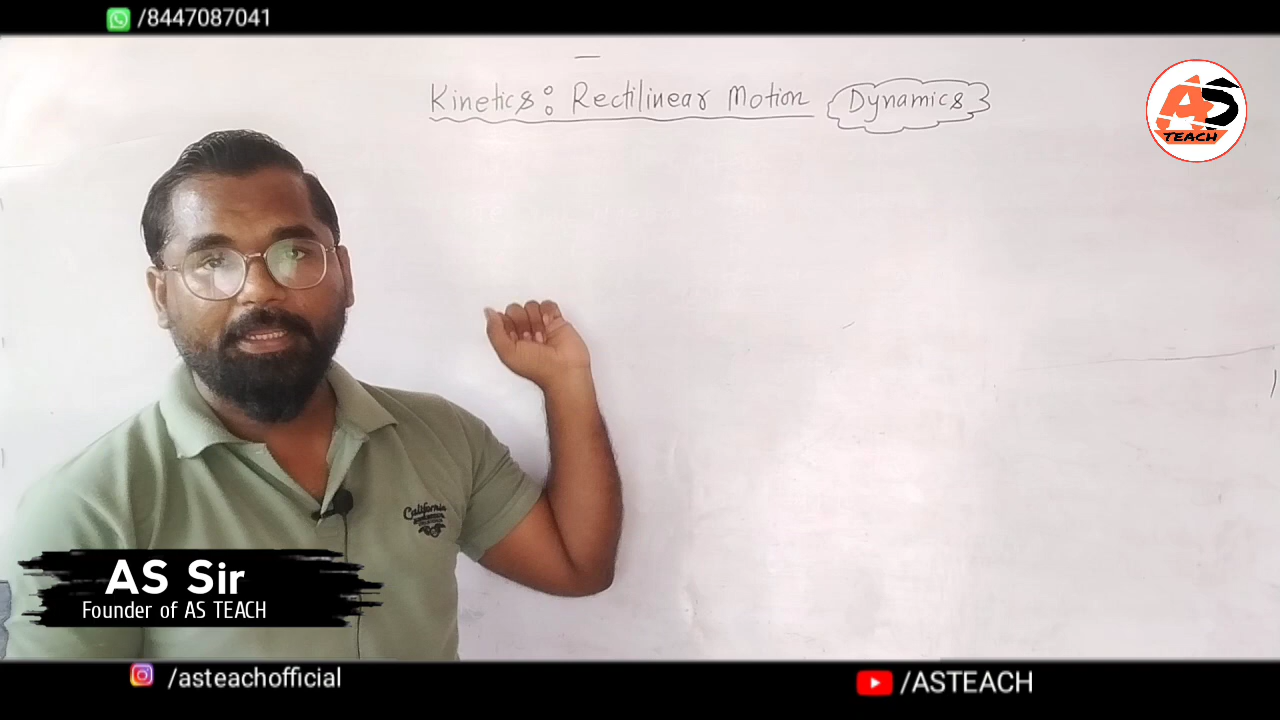 /8447087041
Kinetics: Rectilinear Motion Dynamics
AS
TEACH
California
AS Sir
Founder of AS TEACH
/asteachofficial
/ASTEACH